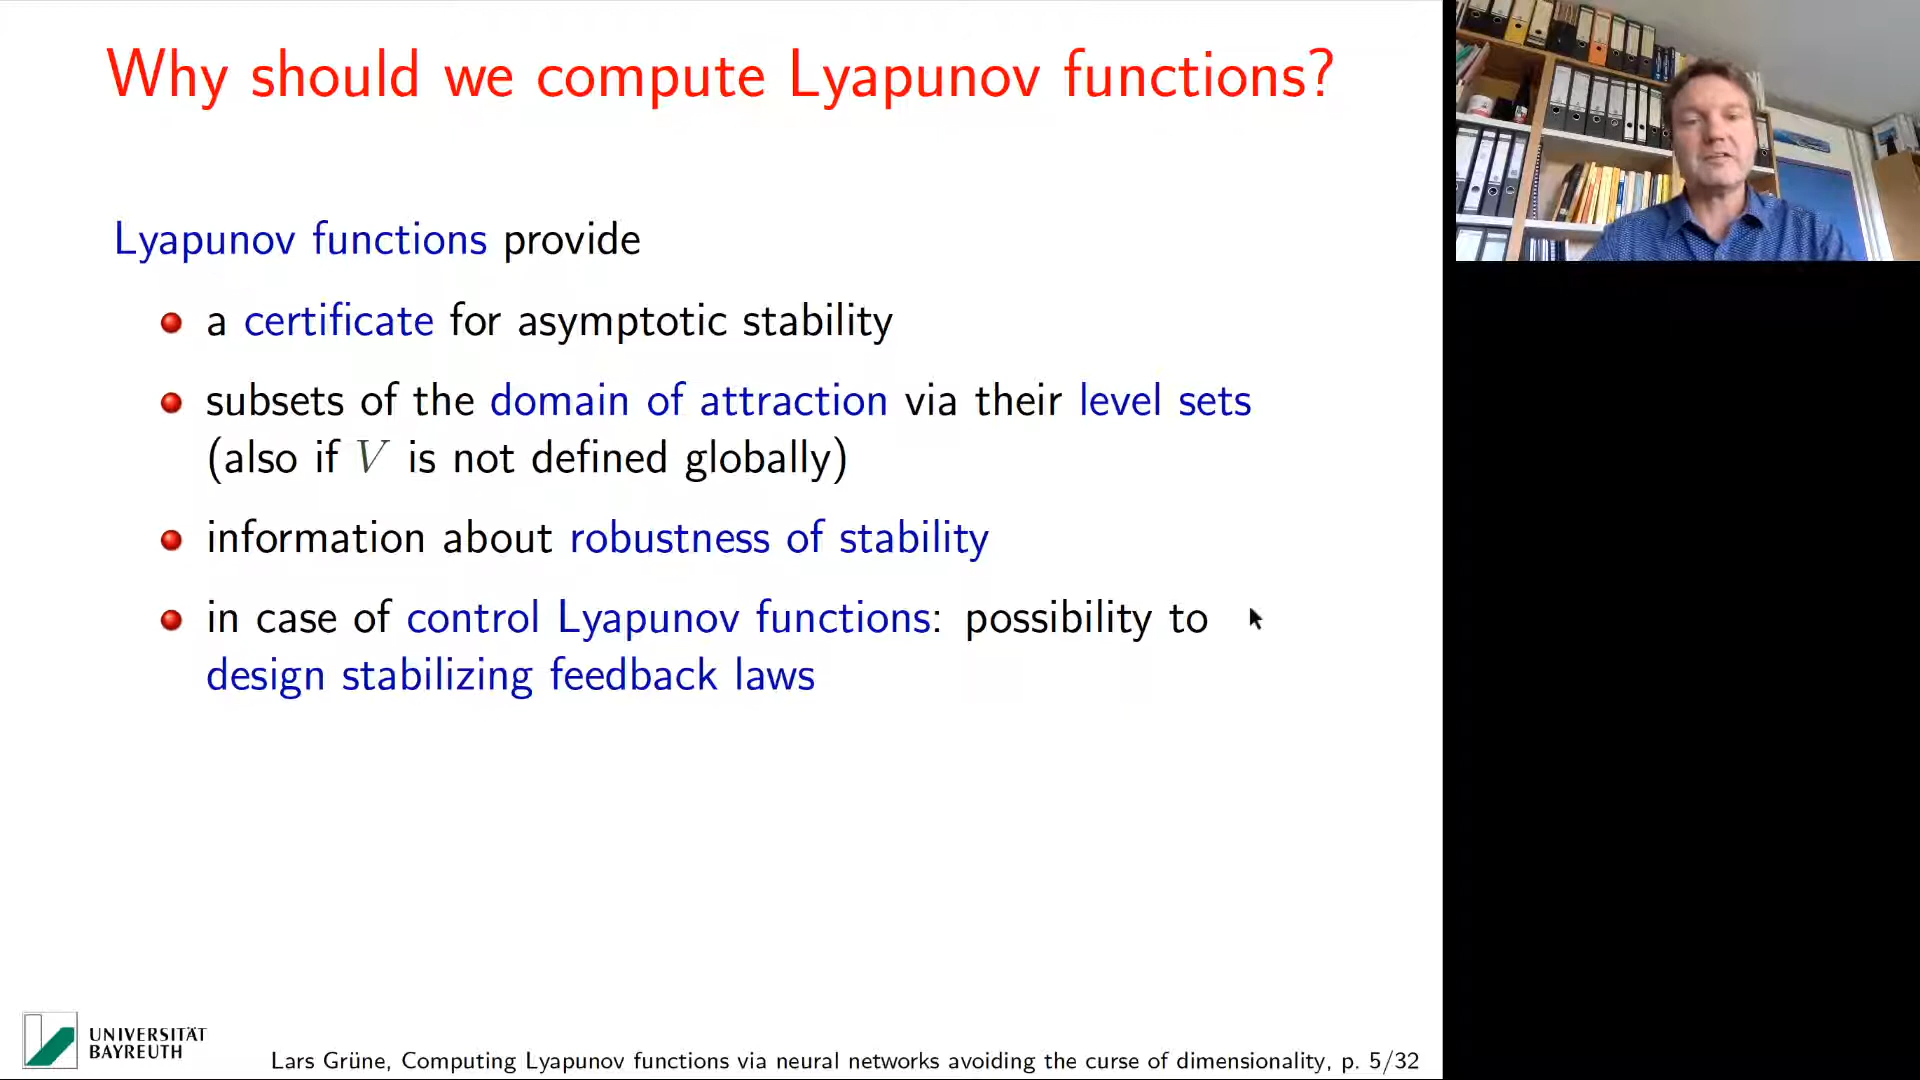 Why should we compute Lyapunov functions?
Lyapunov functions provide
a certificate for asymptotic stability
subsets of the domain of attraction via their level sets
(also if V is not defined globally)
information about robustness of stability
in case of control Lyapunov functions: possibility to
design stabilizing feedback laws
UNIVERSITÄT
BAYREUTH
Lars Grüne, Computing Lyapunov functions via neural networks avoiding the curse of dimensionality, p. 5/32